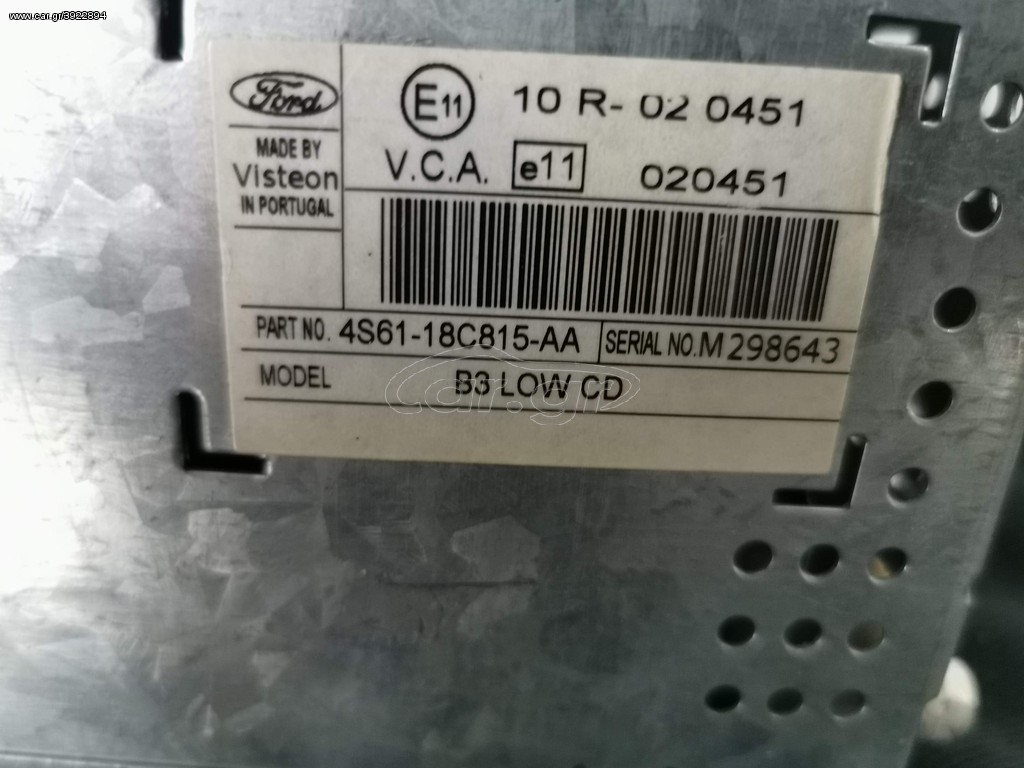 www.car.gr/3922894
Ford
MADE BY
Visteon
IN PORTUGAL
E11 10 R- 02 0451
V.C.A. e11 020451
PART NO. 4S61-18C815-AA SERIAL NO. M298643
MODEL B3 LOW CD
car.gr